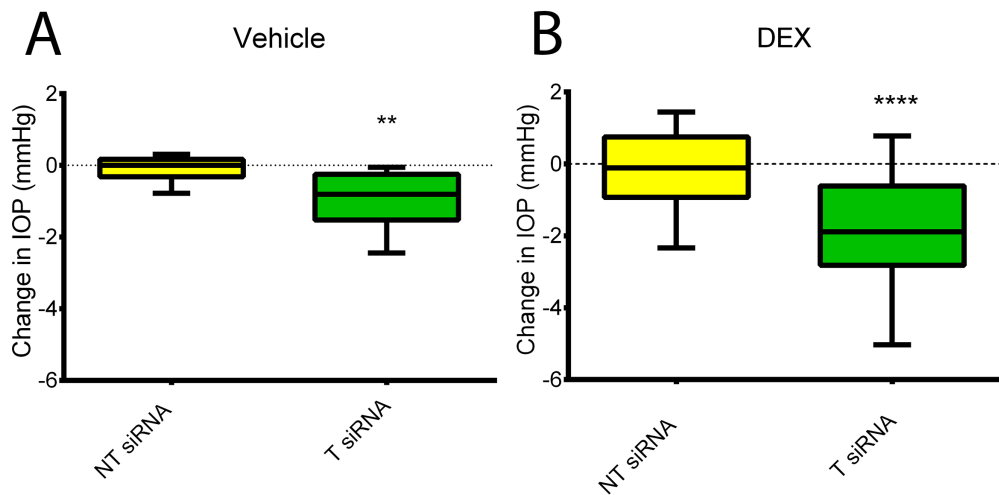 A
Vehicle
Change in IOP (mmHg)
2
0
-2
-4
-6
**
NT siRNA
T siRNA
B
DEX
Change in IOP (mmHg)
2
0
-2
-4
-6
****
NT siRNA
T siRNA